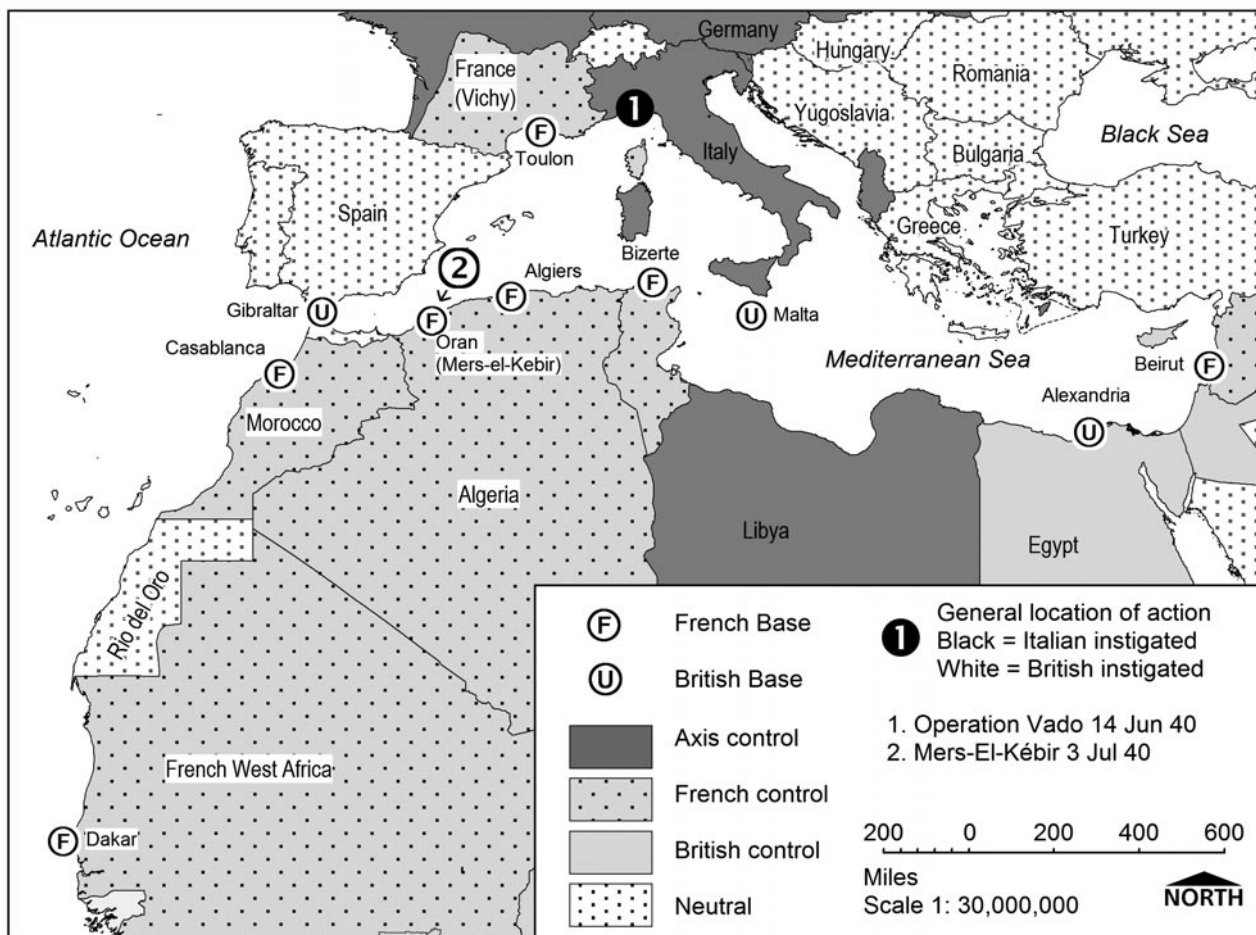 Germany
Hungary
France
(Vichy)
Romania
1
Yugoslavia
Black Sea
F
Toulon
Italy
Bulgaria
Spain
Atlantic Ocean
Greece
Turkey
2
Bizerte
Algiers
F
F
Gibraltar
U
F
U
Malta
Oran
(Mers-el-Kebir)
Casablanca
F
Mediterranean Sea
Beirut
F
Alexandria
U
Morocco
Algeria
Libya
Egypt
Rio del Oro
French West Africa
F
Dakar
F
French Base
U
British Base
Axis control
French control
British control
Neutral
1
General location of action
Black = Italian instigated
White = British instigated
1. Operation Vado 14 Jun 40
2. Mers-El-Kébir 3 Jul 40
200 0 200 400 600
Miles
Scale 1: 30,000,000
NORTH